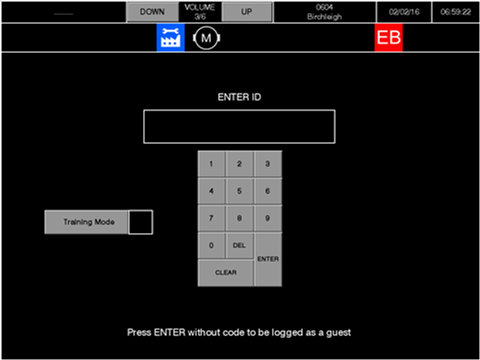 DOWN
VOLUME
3/6
UP
0604
Birchleigh
02/02/16
06:59:22
M
EB
ENTER ID
1 2 3
4 5 6
7 8 9
0 DEL
ENTER
CLEAR
Training Mode
Press ENTER without code to be logged as a guest